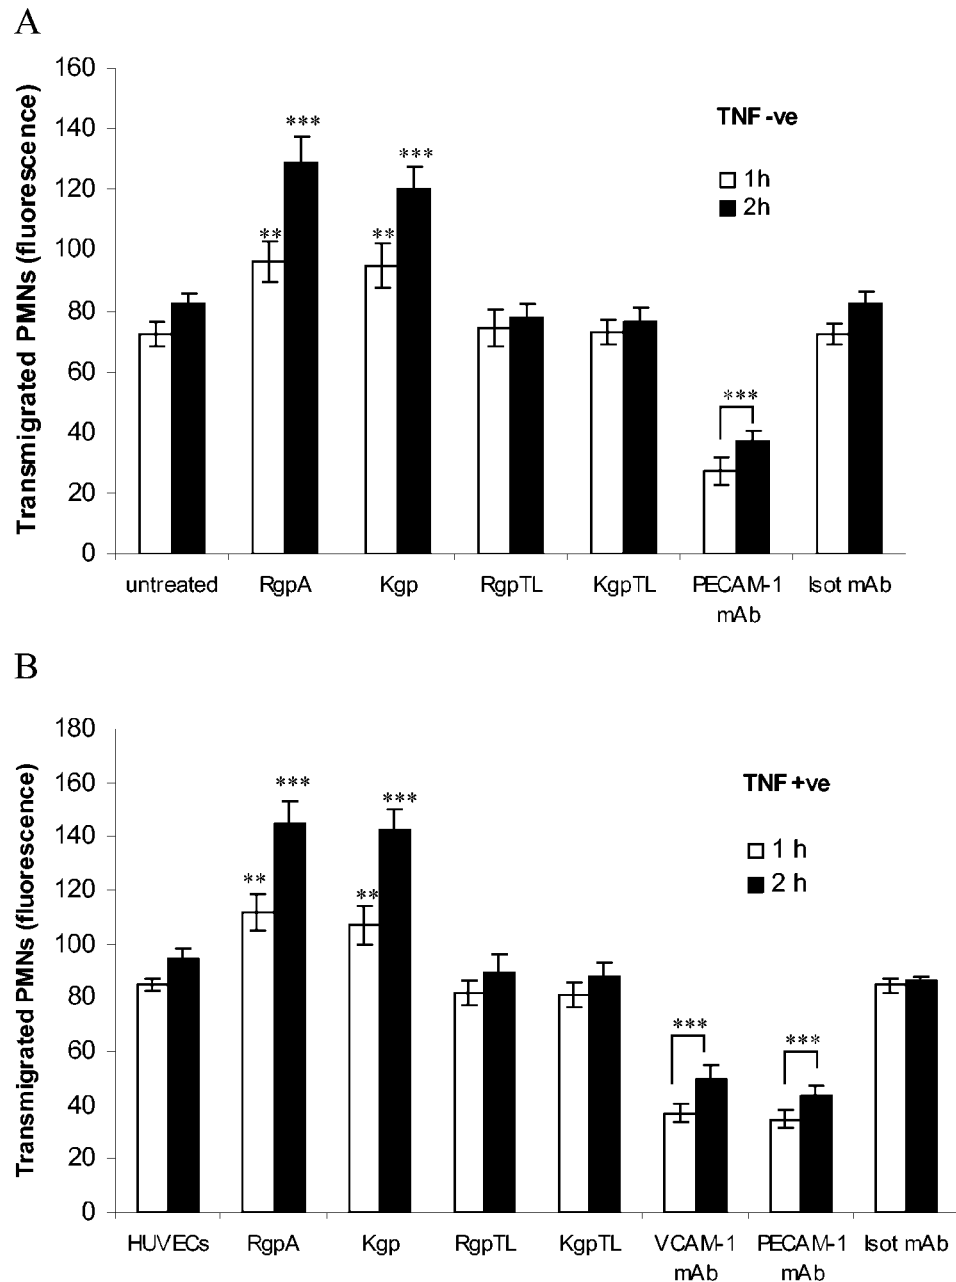 A
Transmigrated PMNs (fluorescence)
160
140
120
100
80
60
40
20
0
TNF -ve
1h
2h
***
***
**
**
***
untreated RgpA Kgp RgpTL KgpTL PECAM-1 Isot mAb
mAb
B
Transmigrated PMNs (fluorescence)
180
160
140
120
100
80
60
40
20
0
TNF +ve
1 h
2 h
***
***
**
**
***
***
HUVECs RgpA Kgp RgpTL KgpTL VCAM-1 PECAM-1 Isot mAb
mAb mAb